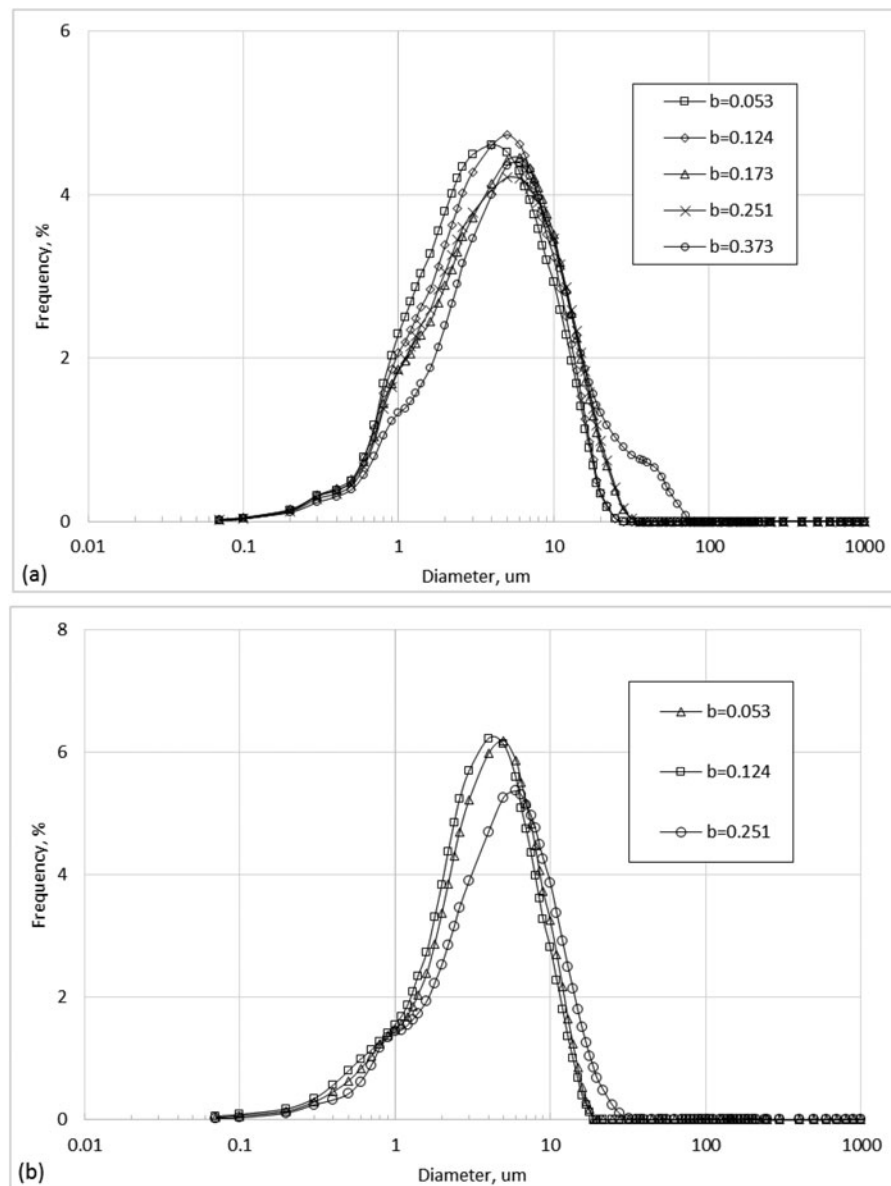 6
4
2
0
Frequency, %
b=0.053
b=0.124
b=0.173
b=0.251
b=0.373
0.01 0.1 1 10 100 1000
Diameter, um
(a)
8
6
4
2
0
Frequency, %
b=0.053
b=0.124
b=0.251
0.01 0.1 1 10 100 1000
Diameter, um
(b)